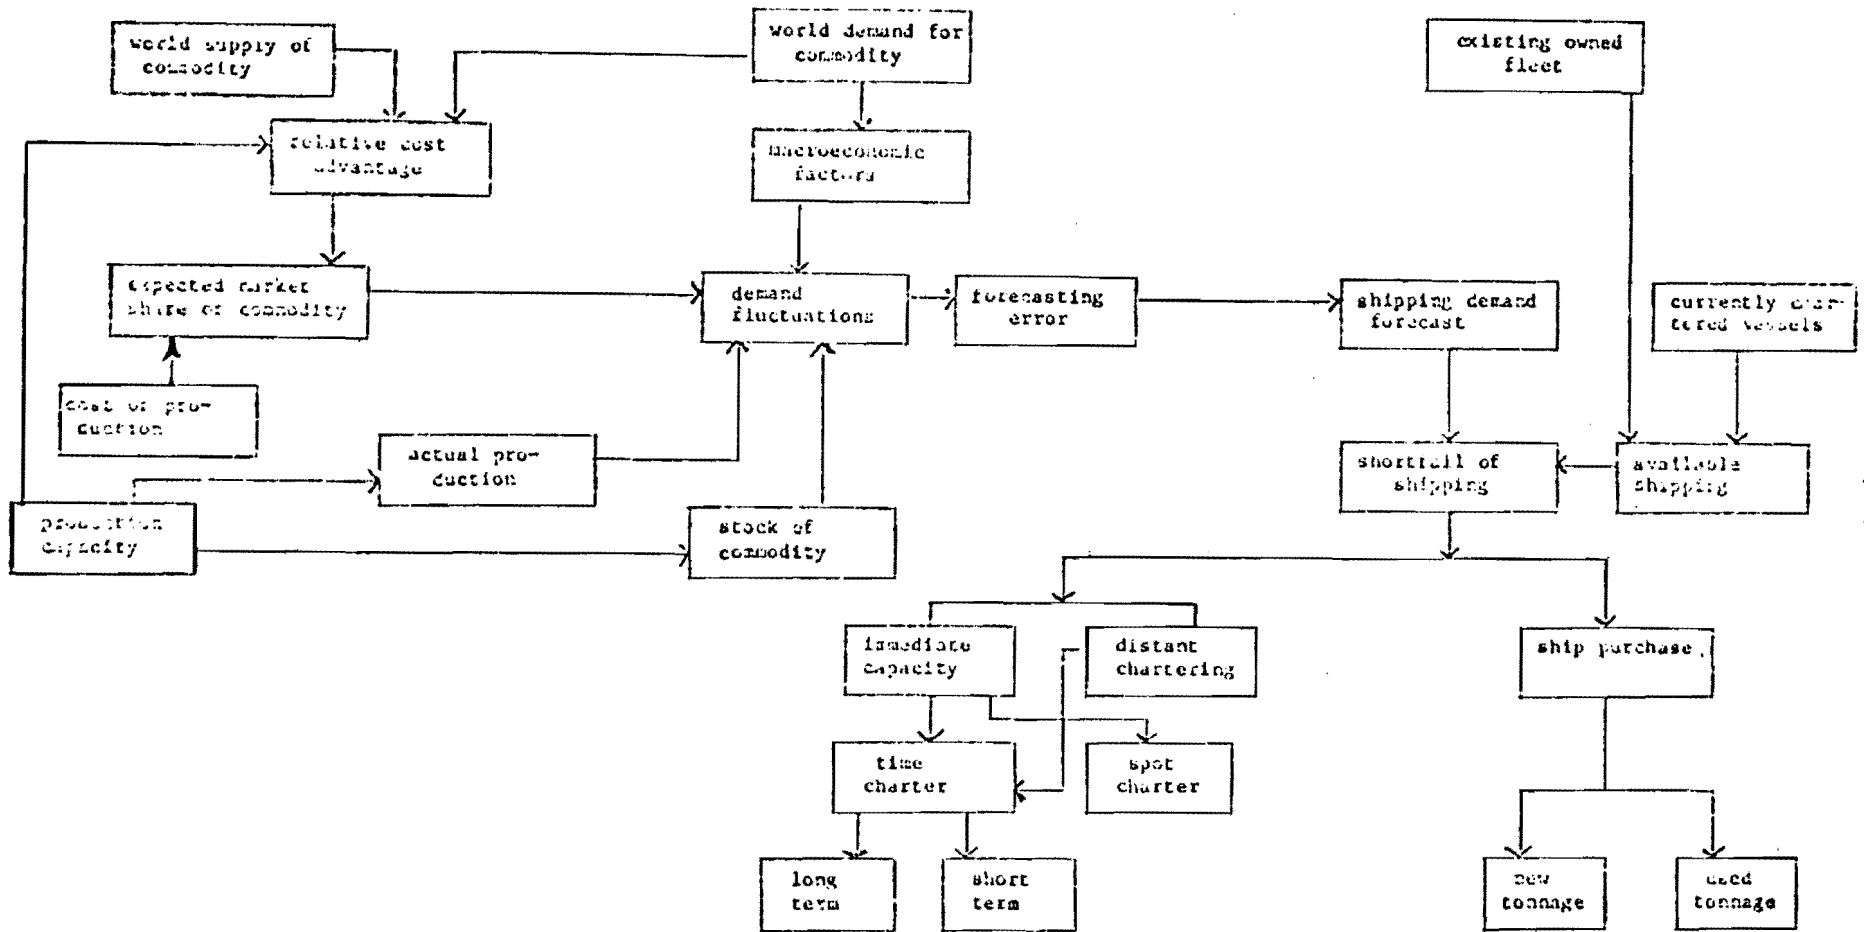 world supply of
commodity
world demand for
commodity
existing owned
fleet
relative cost
advantage
macroeconomic
factors
expected market
share of commodity
demand
fluctuations
forecasting
error
shipping demand
forecast
currently char-
tered vessels
cost of pro-
duction
actual pro-
duction
shortfall of
shipping
available
shipping
production
capacity
stock of
commodity
immediate
capacity
distant
chartering
ship purchase
time
charter
spot
charter
long
term
short
term
new
tonnage
used
tonnage